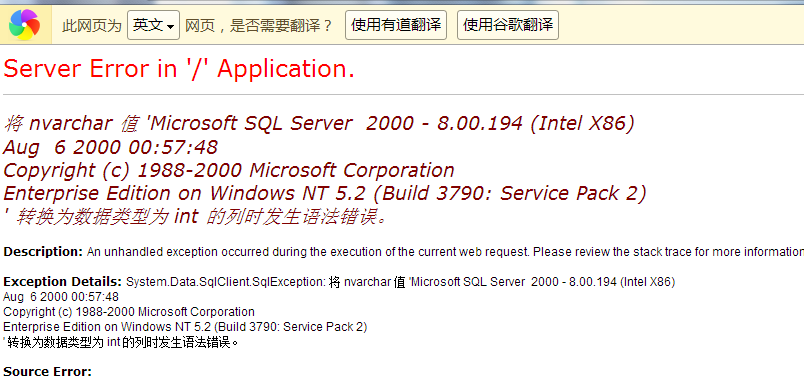 此网页为 英文 网页，是否需要翻译？ 使用有道翻译 使用谷歌翻译
Server Error in '/' Application.
将 nvarchar 值 'Microsoft SQL Server  2000 - 8.00.194 (Intel X86)
Aug  6 2000 00:57:48
Copyright (c) 1988-2000 Microsoft Corporation
Enterprise Edition on Windows NT 5.2 (Build 3790: Service Pack 2)
' 转换为数据类型为 int 的列时发生语法错误。
Description: An unhandled exception occurred during the execution of the current web request. Please review the stack trace for more information
Exception Details: System.Data.SqlClient.SqlException: 将 nvarchar 值 'Microsoft SQL Server  2000 - 8.00.194 (Intel X86)
Aug  6 2000 00:57:48
Copyright (c) 1988-2000 Microsoft Corporation
Enterprise Edition on Windows NT 5.2 (Build 3790: Service Pack 2)
' 转换为数据类型为 int 的列时发生语法错误。
Source Error: